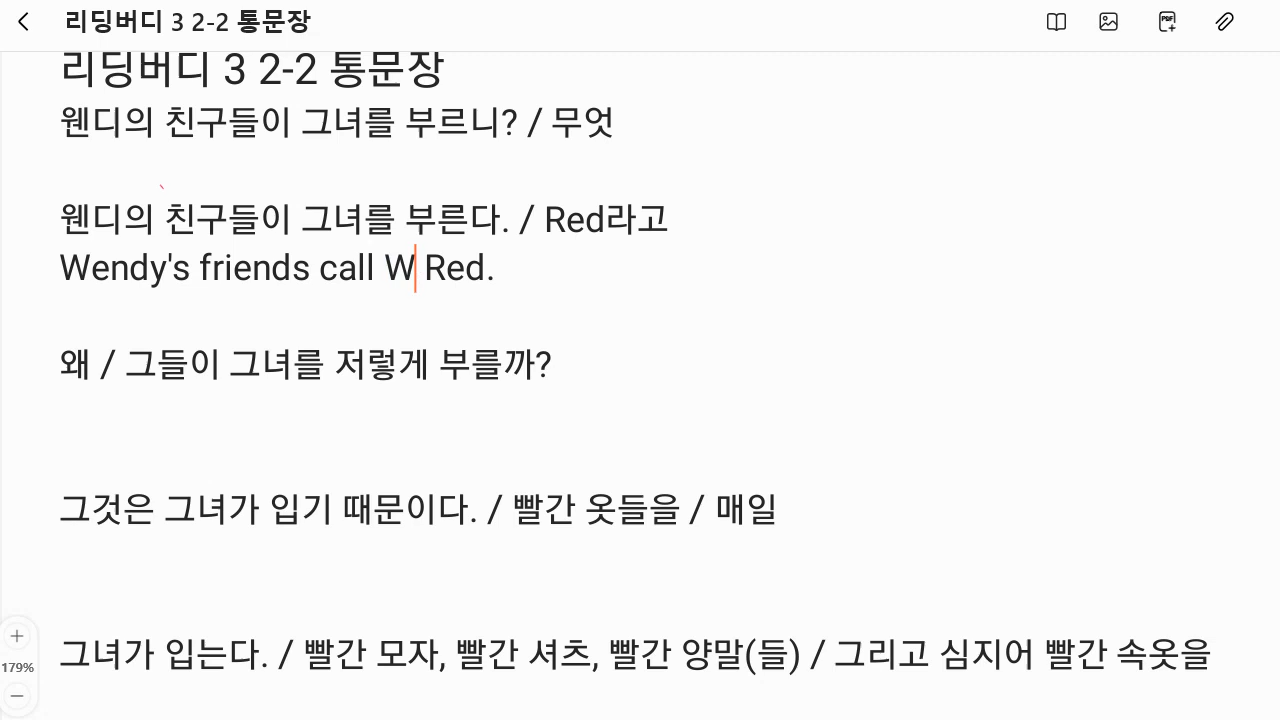 리딩버디 3 2-2 통문장
리딩버디 3 2-2 통문장
웬디의 친구들이 그녀를 부르니? / 무엇
웬디의 친구들이 그녀를 부른다. / Red라고
Wendy's friends call W Red.
왜 / 그들이 그녀를 저렇게 부를까?
그것은 그녀가 입기 때문이다. / 빨간 옷들을 / 매일
그녀가 입는다. / 빨간 모자, 빨간 셔츠, 빨간 양말(들) / 그리고 심지어 빨간 속옷을
179%